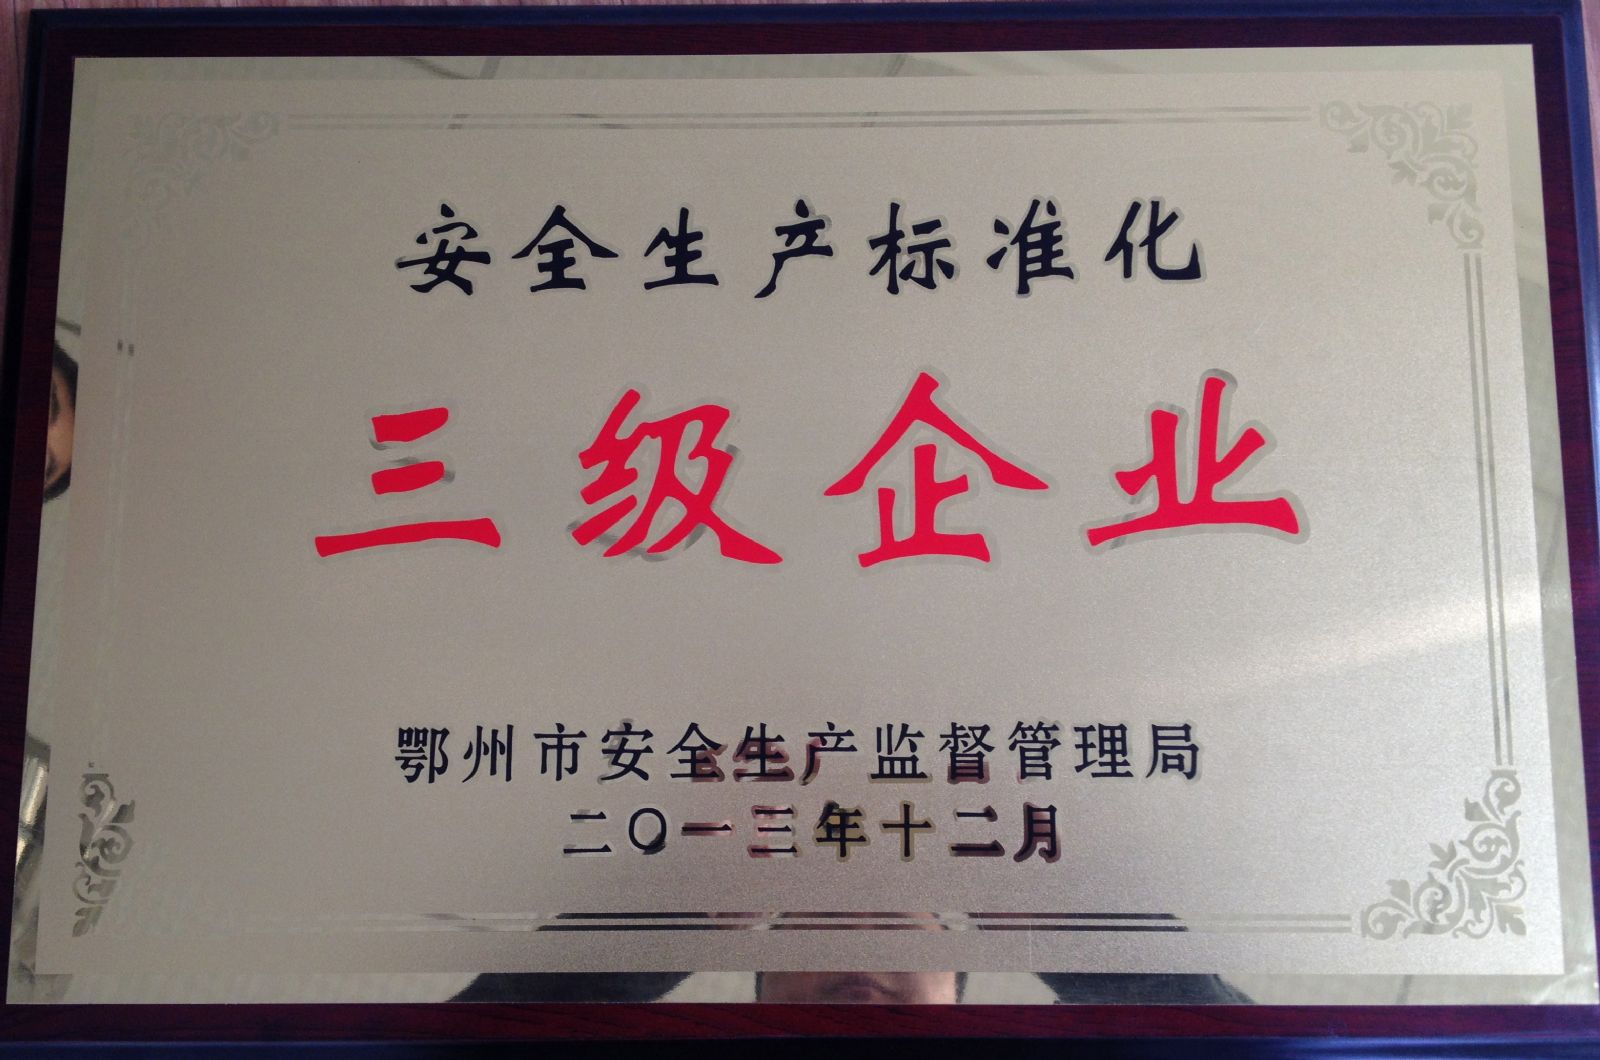 安全生产标准化
三级企业
鄂州市安全生产监督管理局
二〇一三年十二月